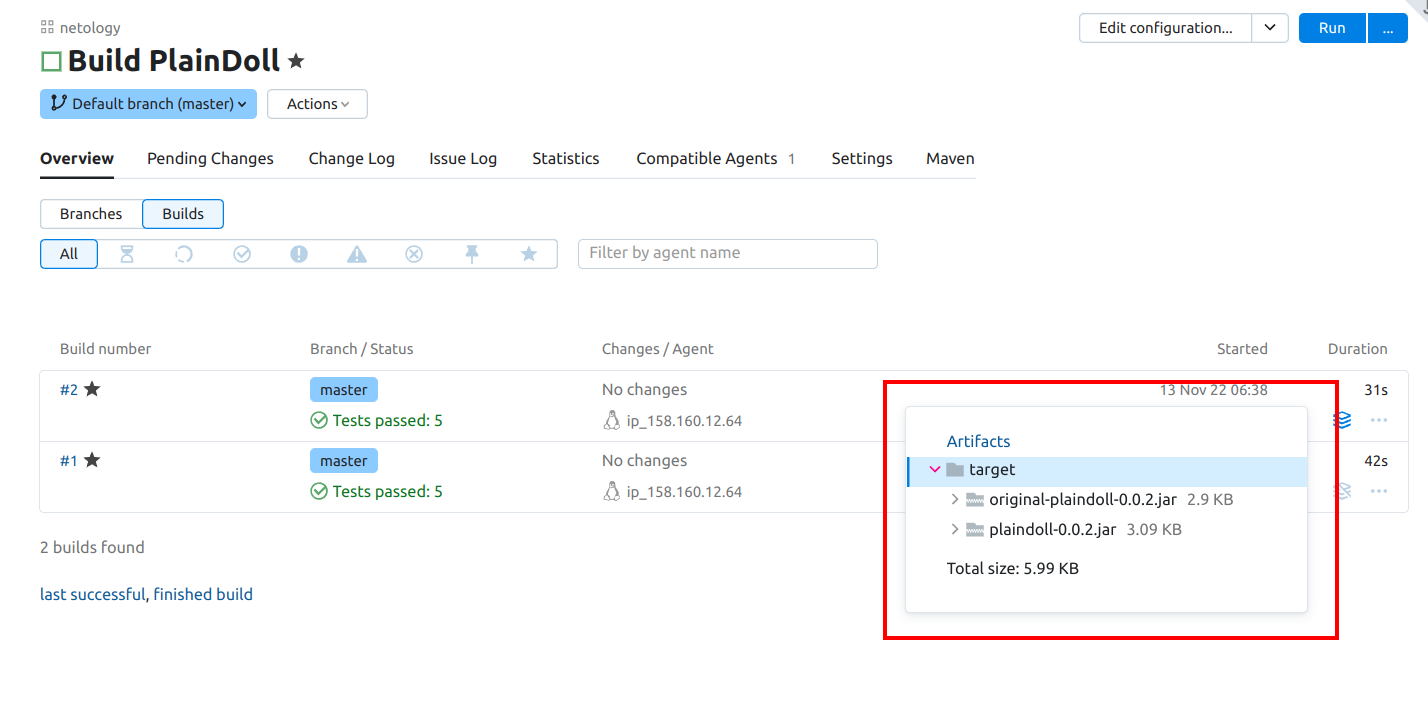 netology
Edit configuration...
Run
...
Build PlainDoll
Default branch (master)
Actions
Overview
Pending Changes
Change Log
Issue Log
Statistics
Compatible Agents 1
Settings
Maven
Branches
Builds
All
Filter by agent name
Build number
Branch / Status
Changes / Agent
Started
Duration
#2
master
No changes
13 Nov 22 06:38
31s
Tests passed: 5
ip_158.160.12.64
#1
master
No changes
42s
Tests passed: 5
ip_158.160.12.64
Artifacts
target
original-plaindoll-0.0.2.jar 2.9 KB
plaindoll-0.0.2.jar 3.09 KB
Total size: 5.99 KB
2 builds found
last successful, finished build